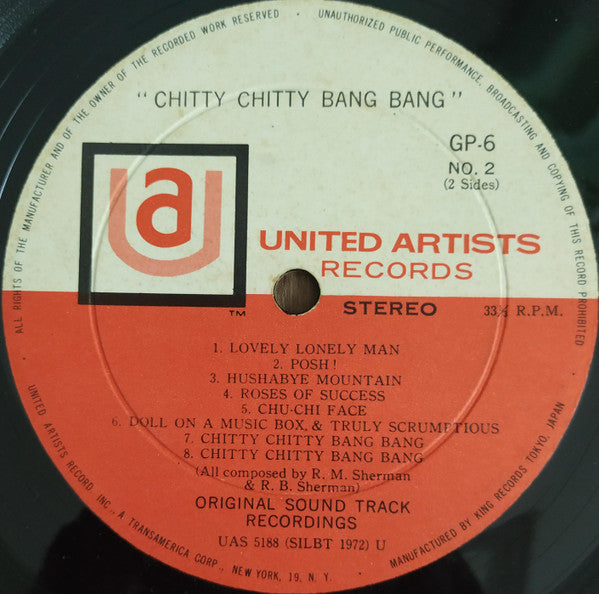 ALL RIGHTS OF THE MANUFACTURER AND OF THE OWNER OF THE RECORDED WORK RESERVED • UNAUTHORIZED PUBLIC PERFORMANCE, BROADCASTING AND COPYING OF THIS RECORD PROHIBITED
"CHITTY CHITTY BANG BANG"
GP-6
NO. 2
(2 Sides)
ua
TM
UNITED ARTISTS
RECORDS
STEREO
33⅓ R.P.M.
1. LOVELY LONELY MAN
2. POSH!
3. HUSHABYE MOUNTAIN
4. ROSES OF SUCCESS
5. CHU-CHI FACE
6. DOLL ON A MUSIC BOX, & TRULY SCRUMPTIOUS
7. CHITTY CHITTY BANG BANG
8. CHITTY CHITTY BANG BANG
(All composed by R. M. Sherman
& R. B. Sherman)
ORIGINAL SOUND TRACK
RECORDINGS
UAS 5188 (SILBT 1972) U
UNITED ARTISTS RECORD INC., A TRANSAMERICA CORP., NEW YORK, 19, N. Y. MANUFACTURED BY KING RECORDS TOKYO, JAPAN